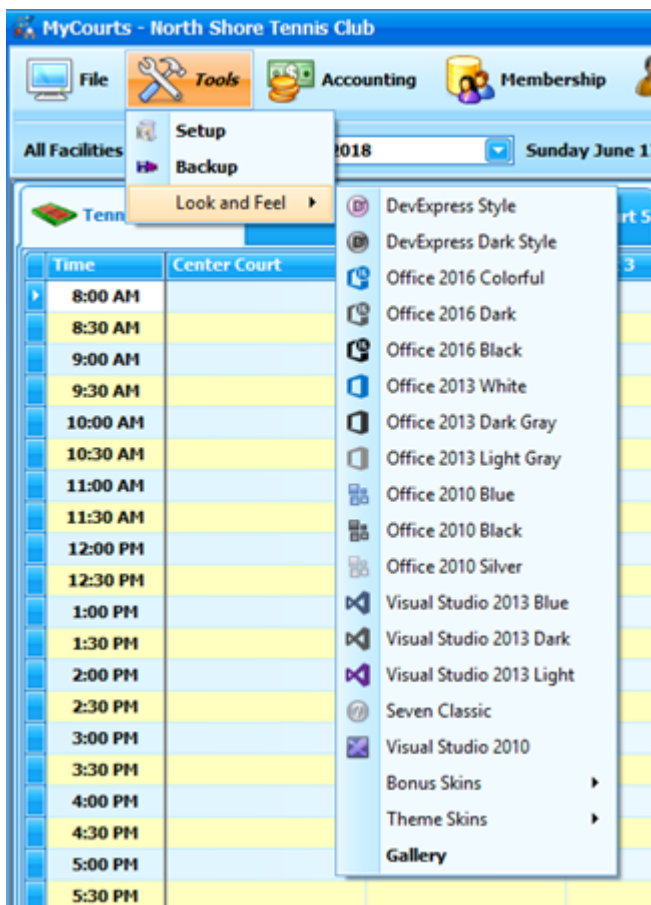 MyCourts - North Shore Tennis Club
File Tools Accounting Membership
Setup
Backup
Look and Feel
All Facilities 2018 Sunday June 1
Tenn rt 5
Time Center Court 3
8:00 AM
8:30 AM
9:00 AM
9:30 AM
10:00 AM
10:30 AM
11:00 AM
11:30 AM
12:00 PM
12:30 PM
1:00 PM
1:30 PM
2:00 PM
2:30 PM
3:00 PM
3:30 PM
4:00 PM
4:30 PM
5:00 PM
5:30 PM
DevExpress Style
DevExpress Dark Style
Office 2016 Colorful
Office 2016 Dark
Office 2016 Black
Office 2013 White
Office 2013 Dark Gray
Office 2013 Light Gray
Office 2010 Blue
Office 2010 Black
Office 2010 Silver
Visual Studio 2013 Blue
Visual Studio 2013 Dark
Visual Studio 2013 Light
Seven Classic
Visual Studio 2010
Bonus Skins
Theme Skins
Gallery